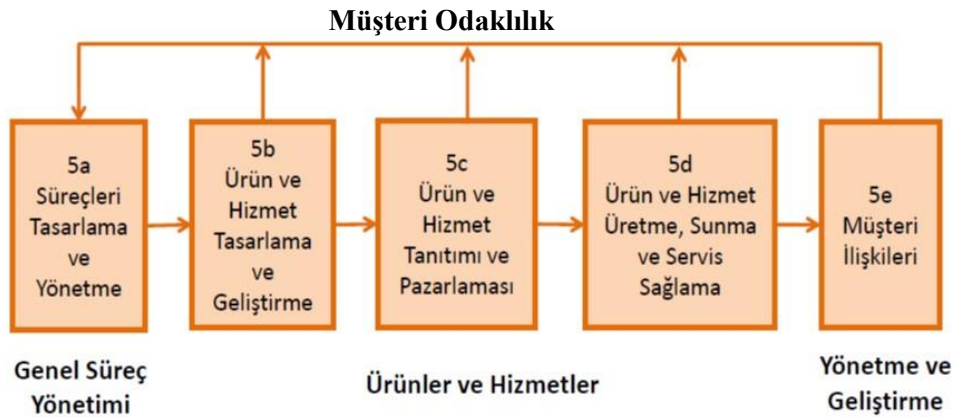 Müşteri Odaklılık
5a
Süreçleri
Tasarlama
ve
Yönetme
5b
Ürün ve
Hizmet
Tasarlama
ve
Geliştirme
5c
Ürün ve
Hizmet
Tanıtımı ve
Pazarlaması
5d
Ürün ve Hizmet
Üretme, Sunma
ve Servis
Sağlama
5e
Müşteri
İlişkileri
Genel Süreç
Yönetimi
Ürünler ve Hizmetler
Yönetme ve
Geliştirme